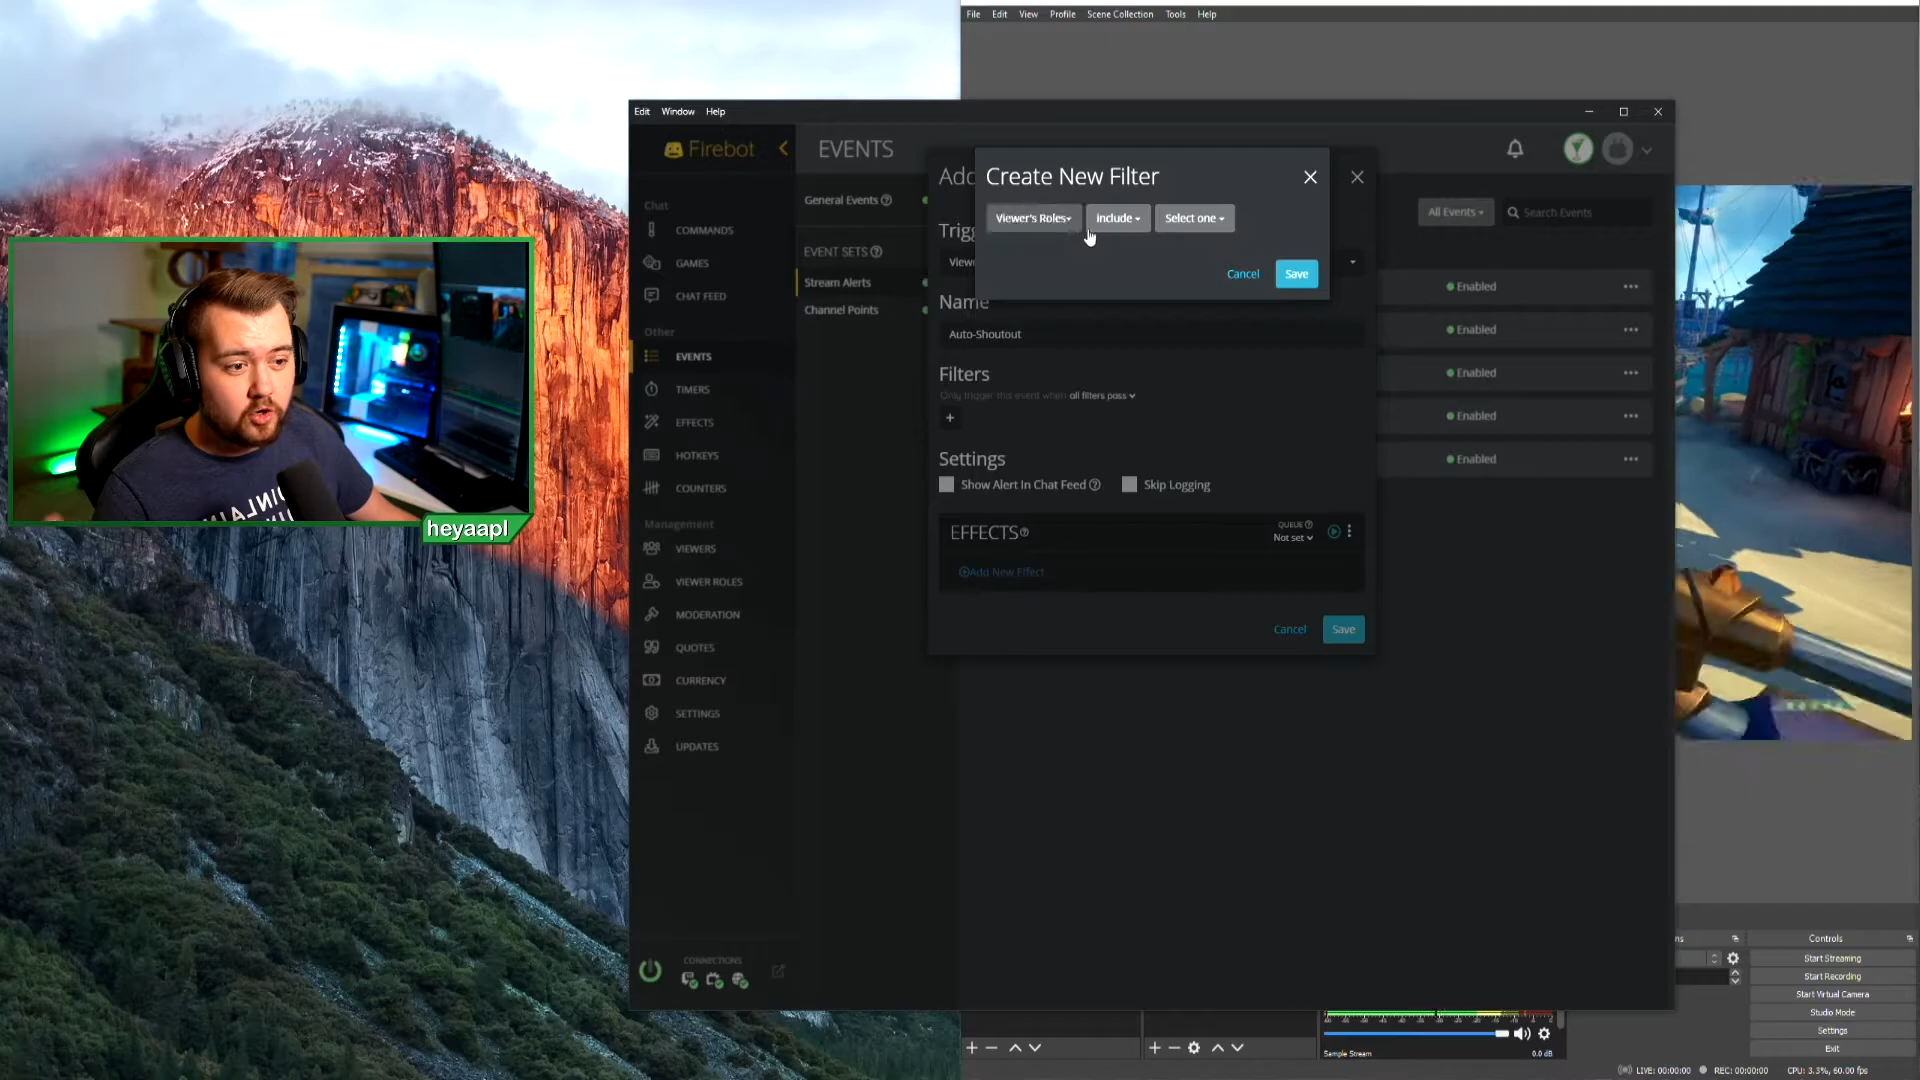 File Edit View Profile Scene Collection Tools Help
Edit Window Help
Firebot
EVENTS
Chat
COMMANDS
GAMES
CHAT FEED
Other
EVENTS
TIMERS
EFFECTS
HOTKEYS
COUNTERS
Management
VIEWERS
VIEWER ROLES
MODERATION
QUOTES
CURRENCY
SETTINGS
UPDATES
CONNECTIONS
General Events
EVENT SETS
Stream Alerts
Channel Points
All Events
Search Events
Enabled
Enabled
Enabled
Enabled
Enabled
Create New Filter
Viewer's Roles include Select one
Cancel Save
Name
Auto-Shoutout
Filters
Only trigger this event when all filters pass
Settings
Show Alert In Chat Feed Skip Logging
EFFECTS
QUEUE
Not set
Add New Effect
Cancel Save
heyaapl
Controls
Start Streaming
Start Recording
Start Virtual Camera
Studio Mode
Settings
Exit
Sample Stream 0.0 dB
LIVE: 00:00:00 REC: 00:00:00 CPU: 3.3%, 60.00 fps